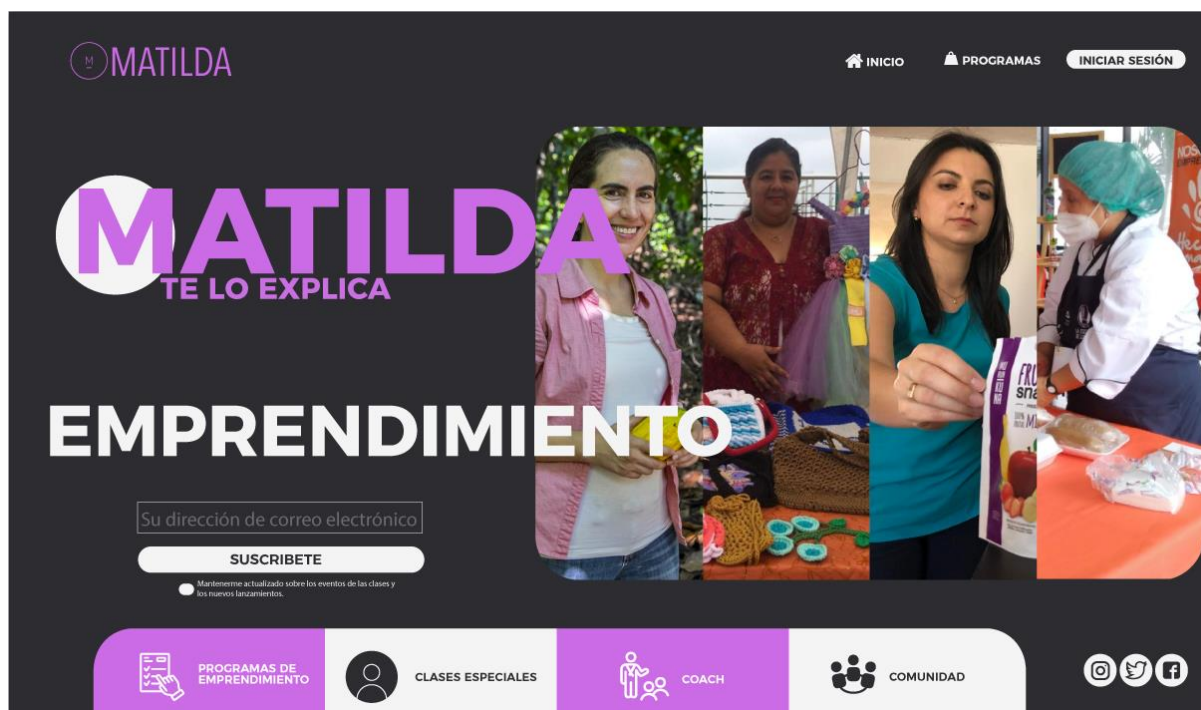 M MATILDA
INICIO
PROGRAMAS
INICIAR SESIÓN
MATILDA
TE LO EXPLICA
EMPRENDIMIENTO
Su dirección de correo electrónico
SUSCRIBETE
Mantenerme actualizado sobre los eventos de las clases y
los nuevos lanzamientos.
PROGRAMAS DE
EMPRENDIMIENTO
CLASES ESPECIALES
COACH
COMUNIDAD